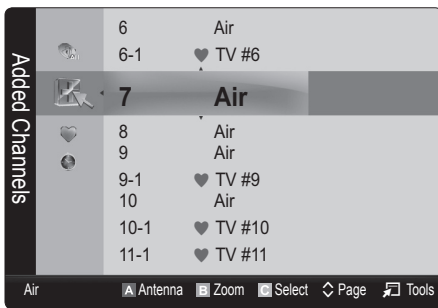 Added Channels
6 Air
6-1 ♥ TV #6
7 Air
8 Air
9 Air
9-1 ♥ TV #9
10 Air
10-1 ♥ TV #10
11-1 ♥ TV #11
Air A Antenna B Zoom C Select Page Tools